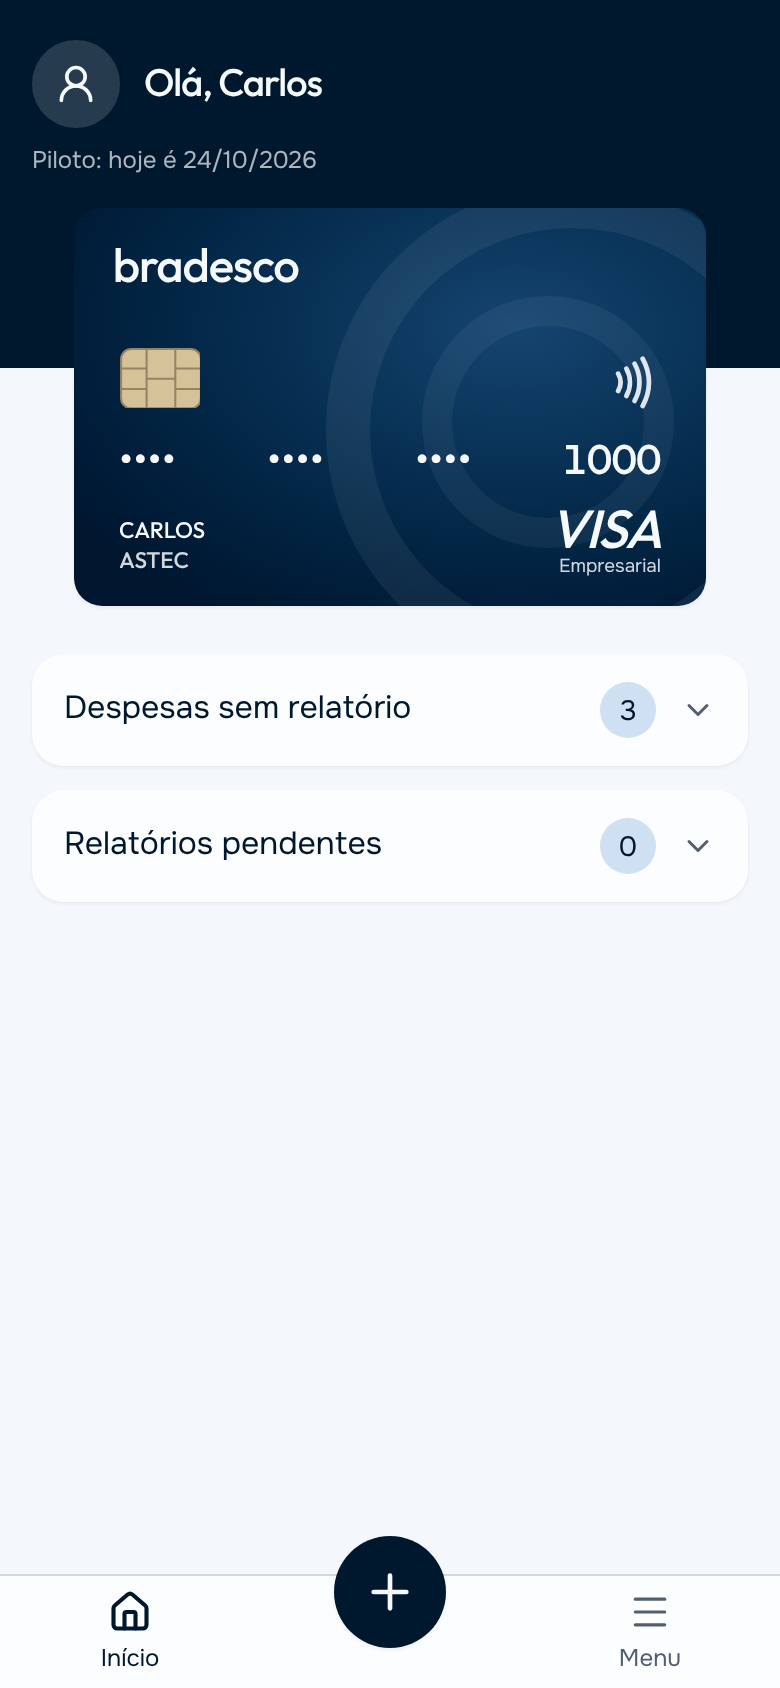 Olá, Carlos
Piloto: hoje é 24/10/2026
bradesco
•••• •••• •••• 1000
CARLOS
ASTEC
VISA
Empresarial
Despesas sem relatório 3
Relatórios pendentes 0
Início
Menu